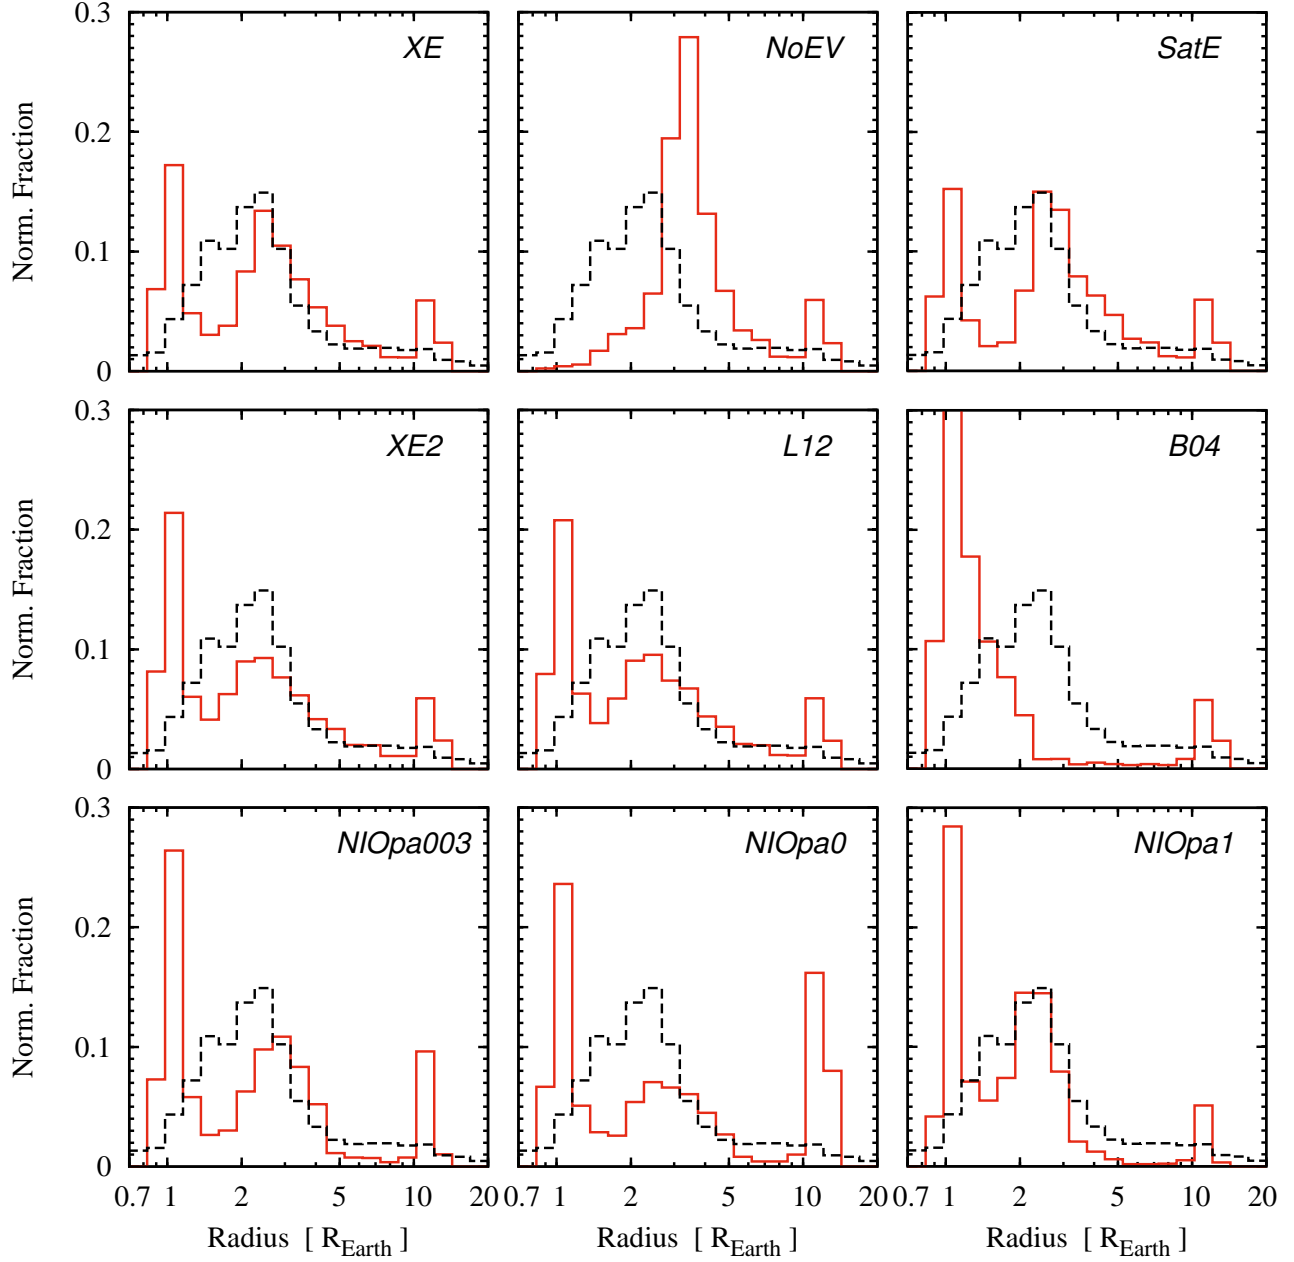 XE
NoEV
SatE
0.3
0.2
0.1
0
Norm. Fraction
XE2
L12
B04
0.3
0.2
0.1
0
Norm. Fraction
NIOpa003
NIOpa0
NIOpa1
0.3
0.2
0.1
0
Norm. Fraction
0.7 1 2 5 10 20 0.7 1 2 5 10 20 0.7 1 2 5 10 20
Radius [ R_Earth ] Radius [ R_Earth ] Radius [ R_Earth ]